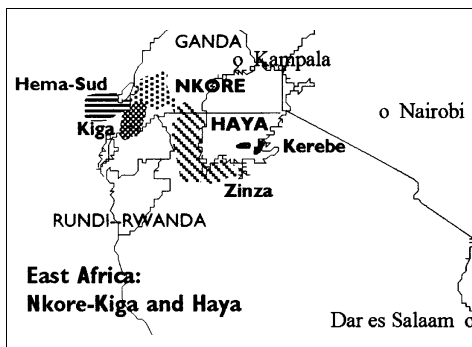 GANDA
o Kampala
Hema-Sud
NKORE
o Nairobi
Kiga
HAYA
Kerebe
Zinza
RUNDI-RWANDA
East Africa:
Nkore-Kiga and Haya
Dar es Salaam o